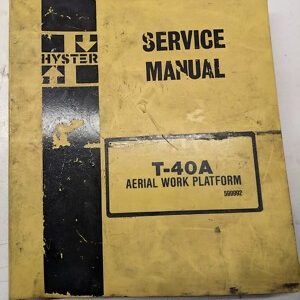 HYSTER
SERVICE
MANUAL
T-40A
AERIAL WORK PLATFORM
599992